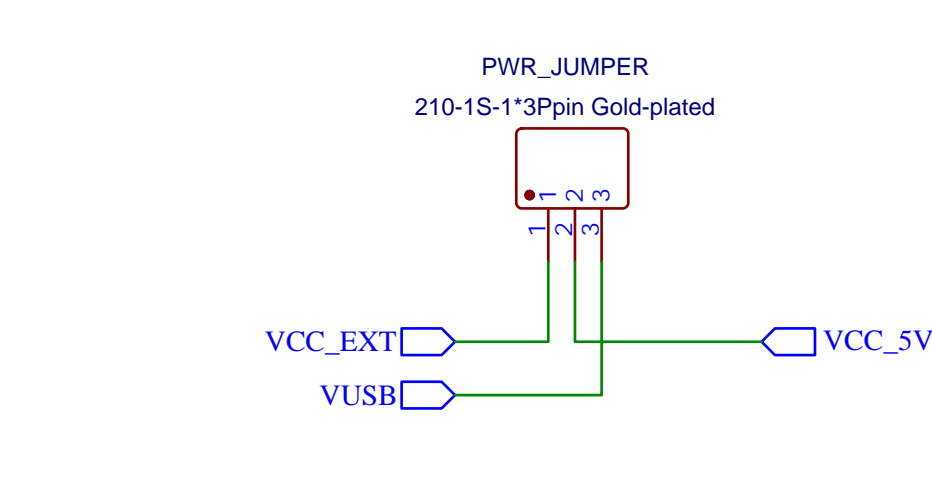 PWR_JUMPER
210-1S-1*3Ppin Gold-plated
1 2 3
1 2 3
VCC_EXT
VCC_5V
VUSB